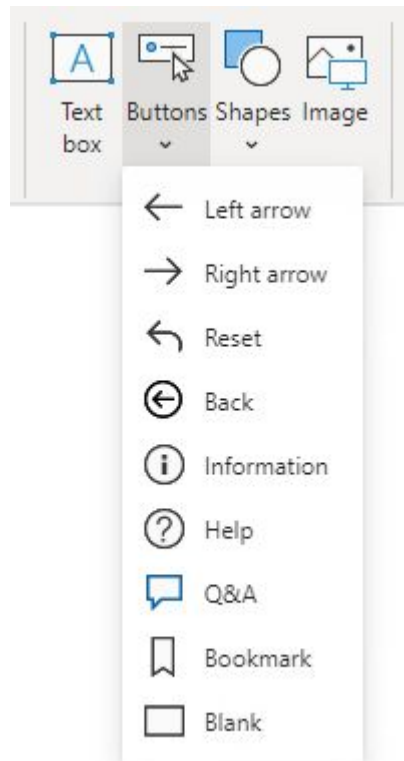 A
Text
box
Buttons
Shapes
Image
Left arrow
Right arrow
Reset
Back
Information
Help
Q&A
Bookmark
Blank